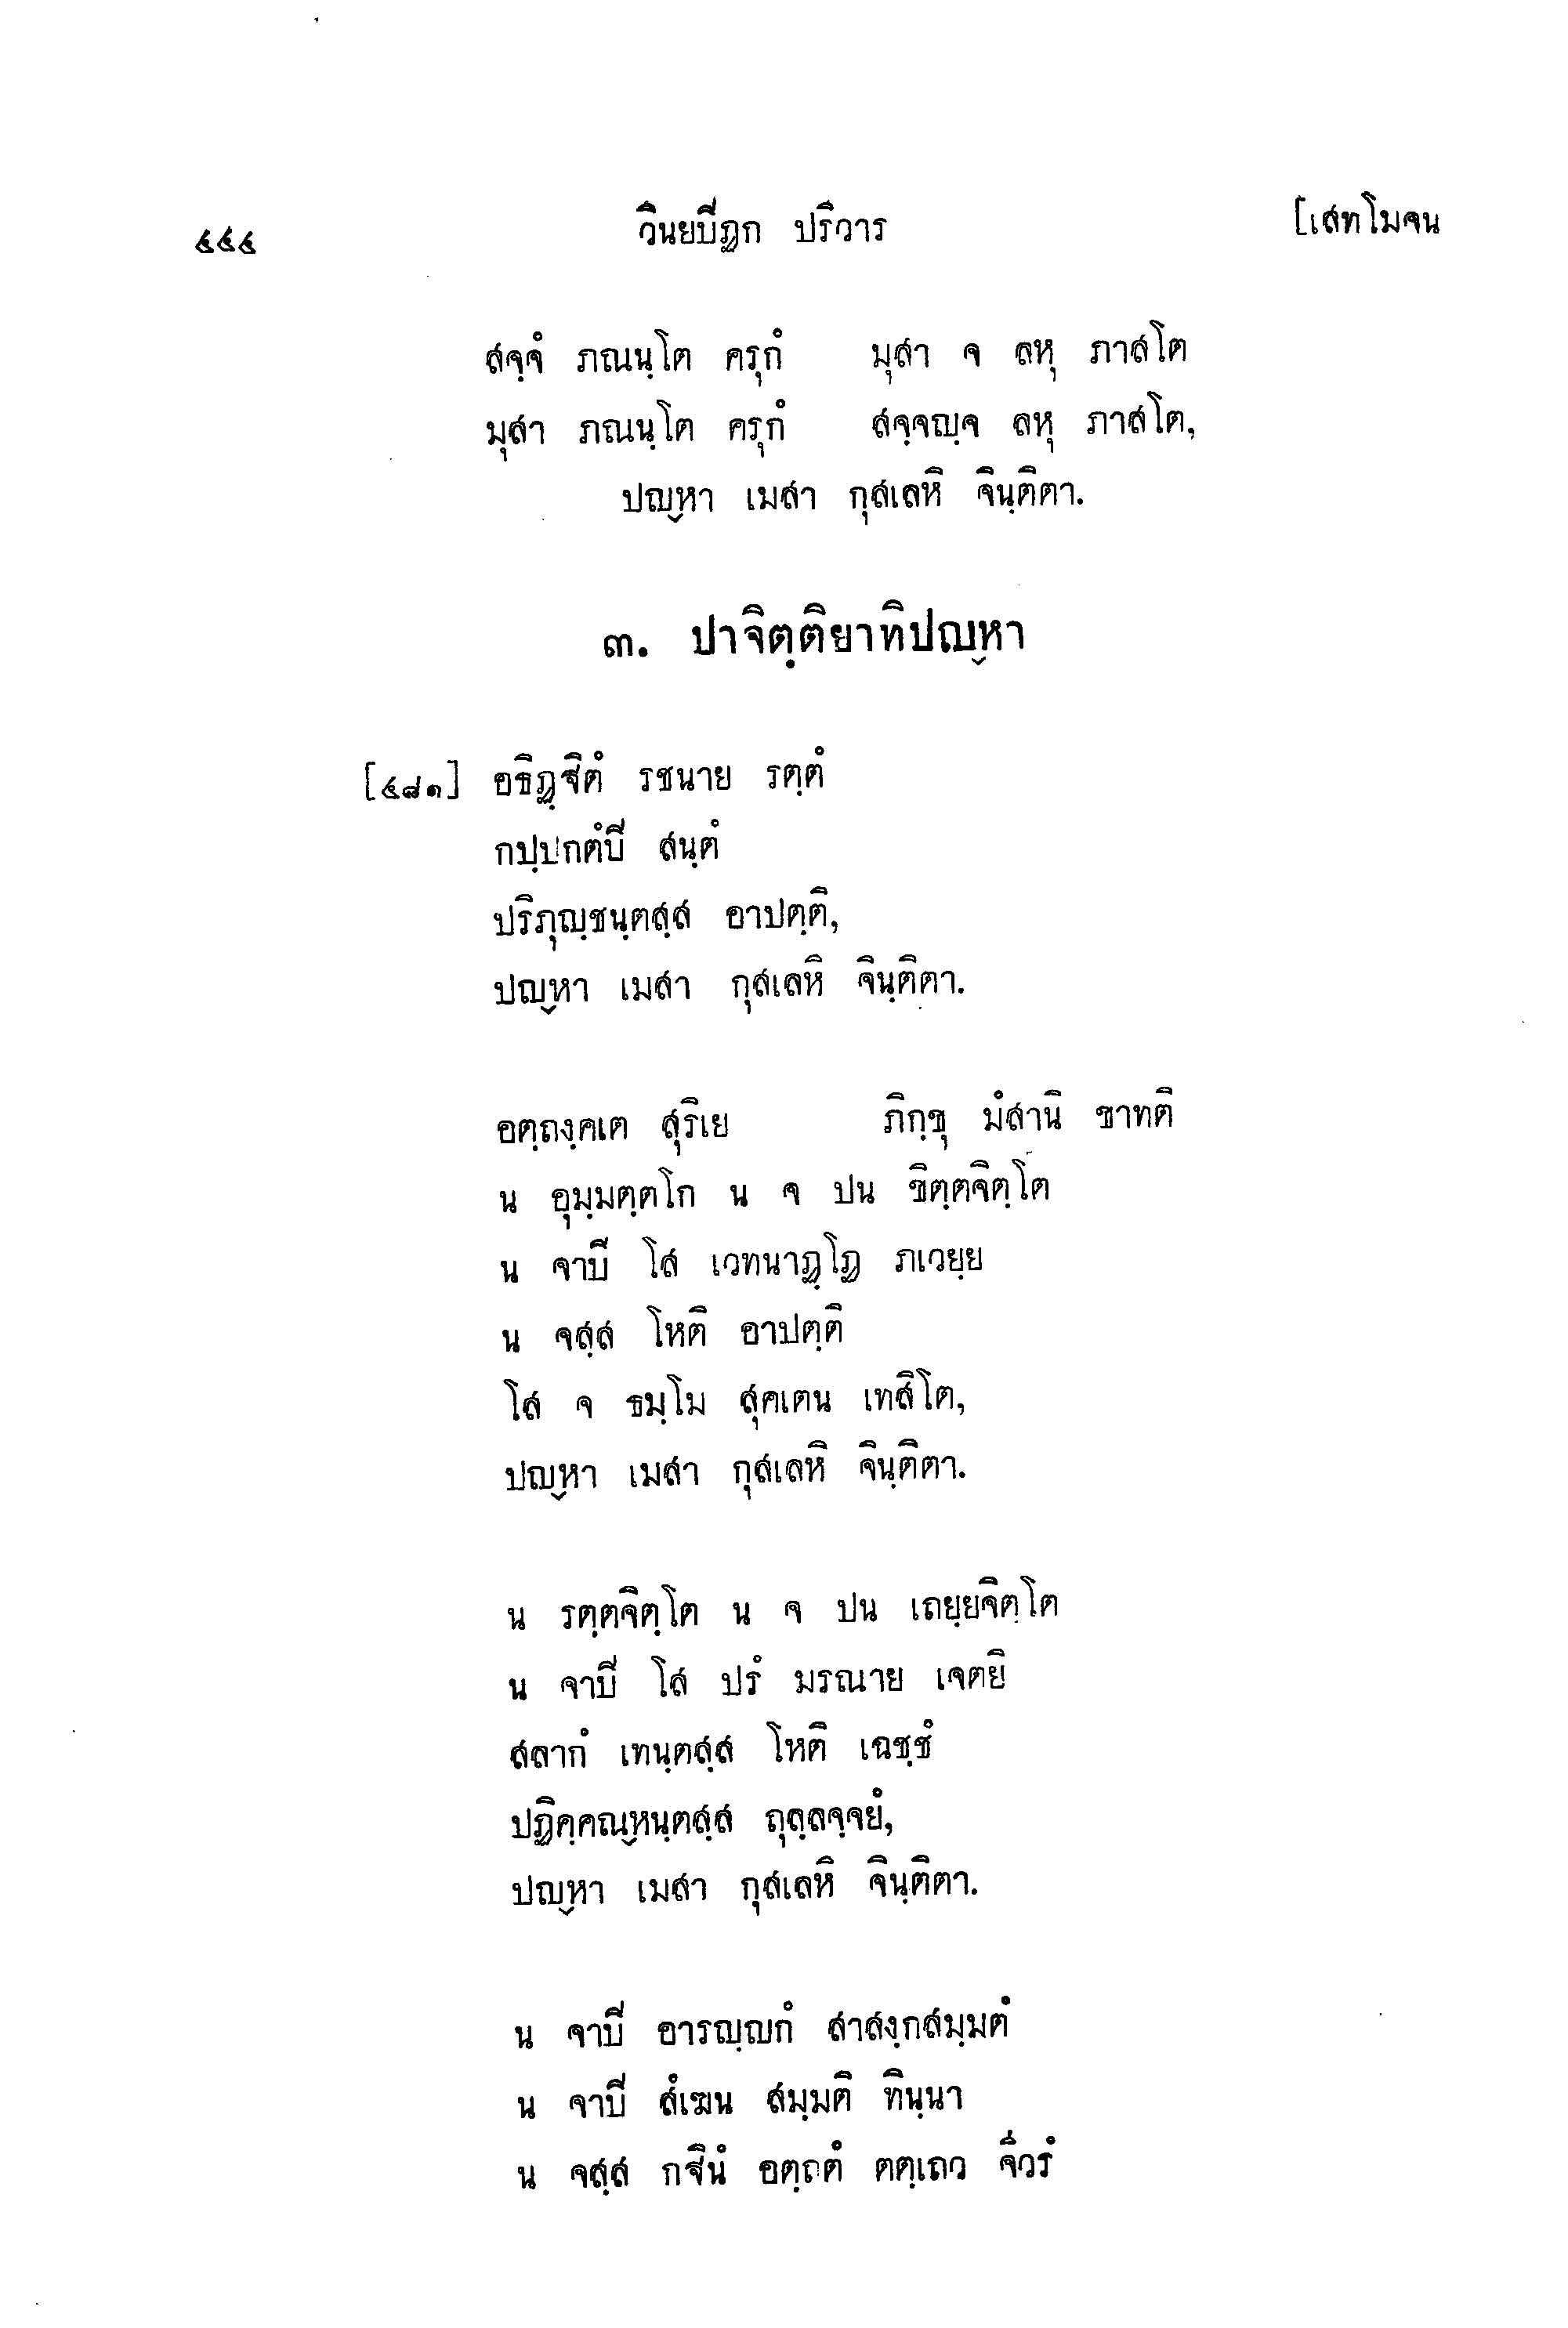 ๔๔๔ วินยปิฏก ปริวาร [เสทโมจน
สจฺจํ ภณนฺโต ครุกํ มุสา จ ลหุ ภาสโต
มุสา ภณนฺโต ครุกํ สจฺจญฺจ ลหุ ภาสโต,
ปญฺหา เมสา กุสเลหิ จินฺติตา.
๓. ปาจิตฺติยาทิปญฺหา
[๔๘๑] อธิฏฺฐิตํ รชนาย รตฺตํ
กปฺปกตํปิ สนฺตํ
ปริภุญฺชนฺตสฺส อาปตฺติ,
ปญฺหา เมสา กุสเลหิ จินฺติตา.
อตฺถงฺคเต สุริเย ภิกฺขุ มํสานิ ขาทติ
น อุมฺมตฺตโก น จ ปน ขิตฺตจิตฺโต
น จาปิ โส เวทนาฏฺโฏ ภเวยฺย
น จสฺส โหติ อาปตฺติ
โส จ ธมฺโม สุคเตน เทสิโต,
ปญฺหา เมสา กุสเลหิ จินฺติตา.
น รตฺตจิตฺโต น จ ปน เถยฺยจิตฺโต
น จาปิ โส ปรํ มรณาย เจตยิ
สลากํ เทนฺตสฺส โหติ เฉชฺชํ
ปฏิคฺคณฺหนฺตสฺส ถุลฺลจฺจยํ,
ปญฺหา เมสา กุสเลหิ จินฺติตา.
น จาปิ อารญฺญกํ สาสงฺกสมฺมตํ
น จาปิ สํเฆน สมฺมติ ทินฺนา
น จสฺส กฐินํ อตฺถตํ ตตฺเถว จีวรํ